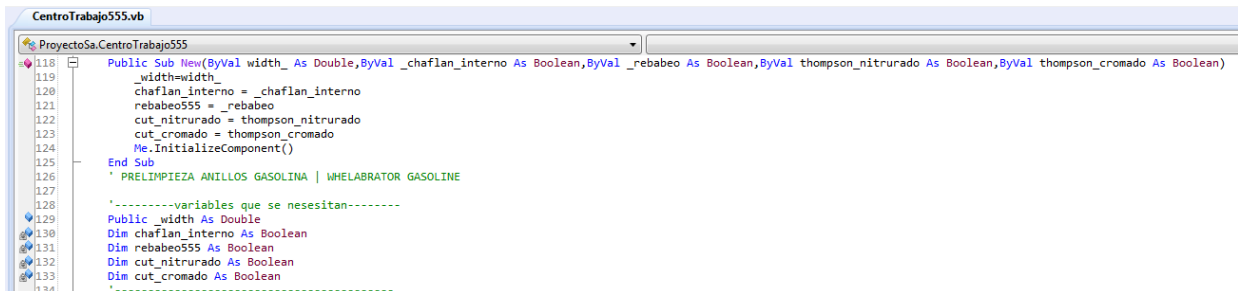 CentroTrabajo555.vb
ProyectoSa.CentroTrabajo555
118 Public Sub New(ByVal width_ As Double,ByVal _chaflan_interno As Boolean,ByVal _rebabeo As Boolean,ByVal thompson_nitrurado As Boolean,ByVal thompson_cromado As Boolean)
119 _width=width_
120 chaflan_interno = _chaflan_interno
121 rebabeo555 = _rebabeo
122 cut_nitrurado = thompson_nitrurado
123 cut_cromado = thompson_cromado
124 Me.InitializeComponent()
125 End Sub
126 ' PRELIMPIEZA ANILLOS GASOLINA | WHELABRATOR GASOLINE
127
128 '---------variables que se nesesitan--------
129 Public _width As Double
130 Dim chaflan_interno As Boolean
131 Dim rebabeo555 As Boolean
132 Dim cut_nitrurado As Boolean
133 Dim cut_cromado As Boolean
134 '------------------------------------------